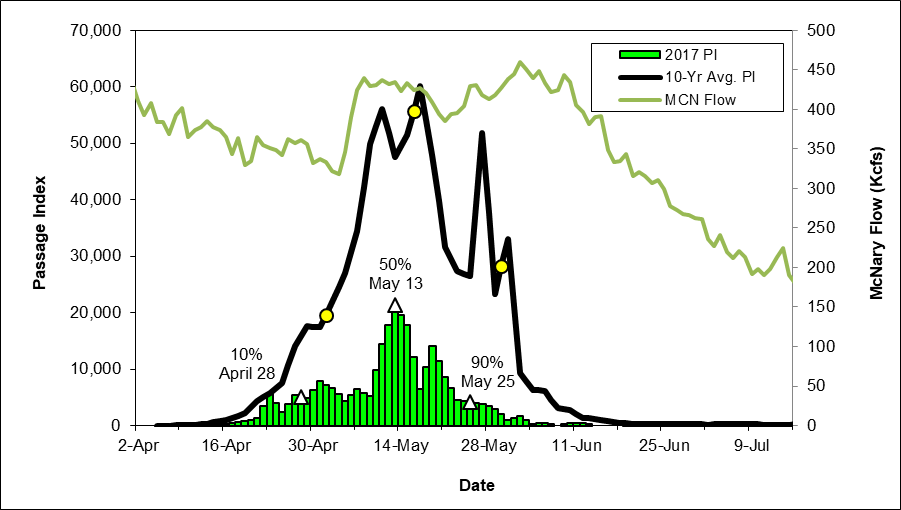 70,000
60,000
50,000
40,000
30,000
20,000
10,000
0
Passage Index
500
450
400
350
300
250
200
150
100
50
0
McNary Flow (Kcfs)
2017 PI
10-Yr Avg. PI
MCN Flow
50%
May 13
10%
April 28
90%
May 25
2-Apr 16-Apr 30-Apr 14-May 28-May 11-Jun 25-Jun 9-Jul
Date